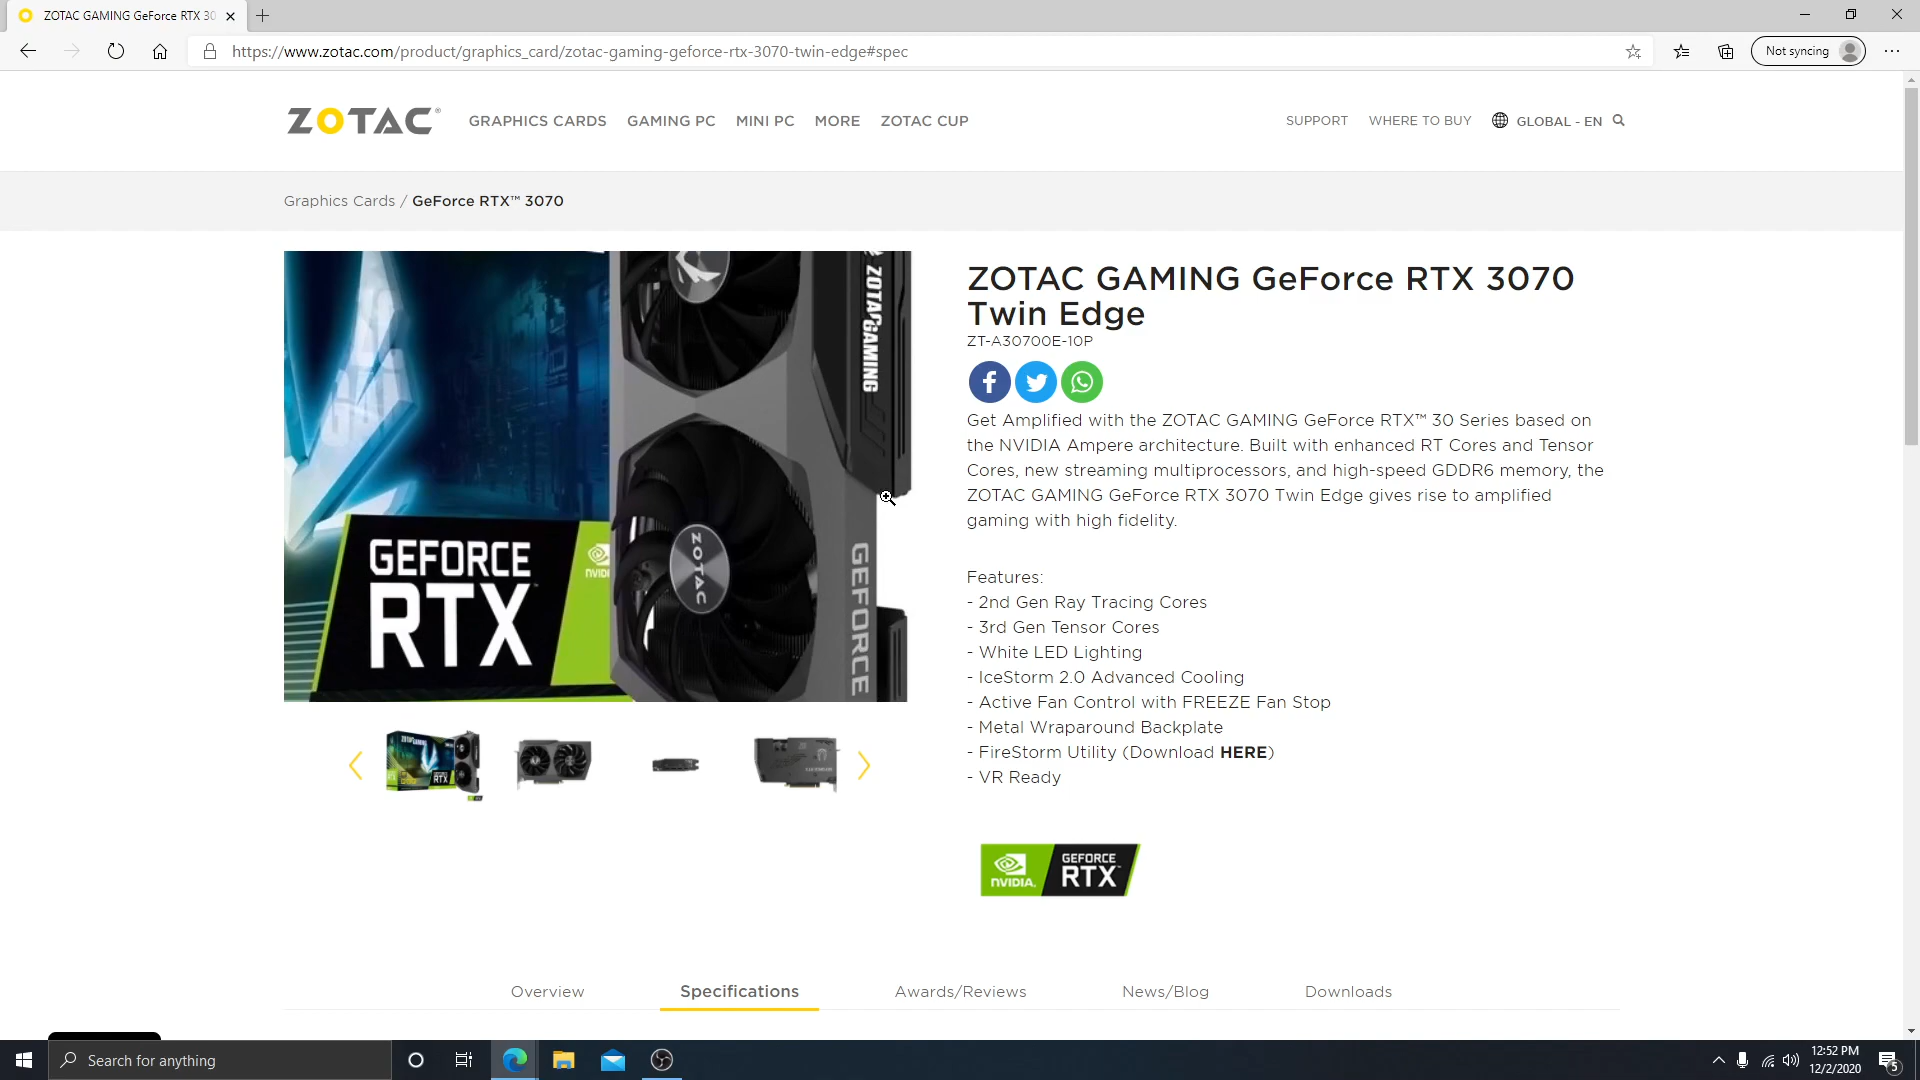 ZOTAC GAMING GeForce RTX 30
https://www.zotac.com/product/graphics_card/zotac-gaming-geforce-rtx-3070-twin-edge#spec
Not syncing
ZOTAC®
GRAPHICS CARDS
GAMING PC
MINI PC
MORE
ZOTAC CUP
SUPPORT
WHERE TO BUY
GLOBAL - EN
Graphics Cards / GeForce RTX™ 3070
ZOTAC GAMING
ZOTAC
GEFORCE
GEFORCE
RTX
ZOTAC GAMING GeForce RTX 3070
Twin Edge
ZT-A30700E-10P
Get Amplified with the ZOTAC GAMING GeForce RTX™ 30 Series based on
the NVIDIA Ampere architecture. Built with enhanced RT Cores and Tensor
Cores, new streaming multiprocessors, and high-speed GDDR6 memory, the
ZOTAC GAMING GeForce RTX 3070 Twin Edge gives rise to amplified
gaming with high fidelity.
Features:
- 2nd Gen Ray Tracing Cores
- 3rd Gen Tensor Cores
- White LED Lighting
- IceStorm 2.0 Advanced Cooling
- Active Fan Control with FREEZE Fan Stop
- Metal Wraparound Backplate
- FireStorm Utility (Download HERE)
- VR Ready
NVIDIA.
GEFORCE
RTX™
Overview
Specifications
Awards/Reviews
News/Blog
Downloads
Search for anything
12:52 PM
12/2/2020
5